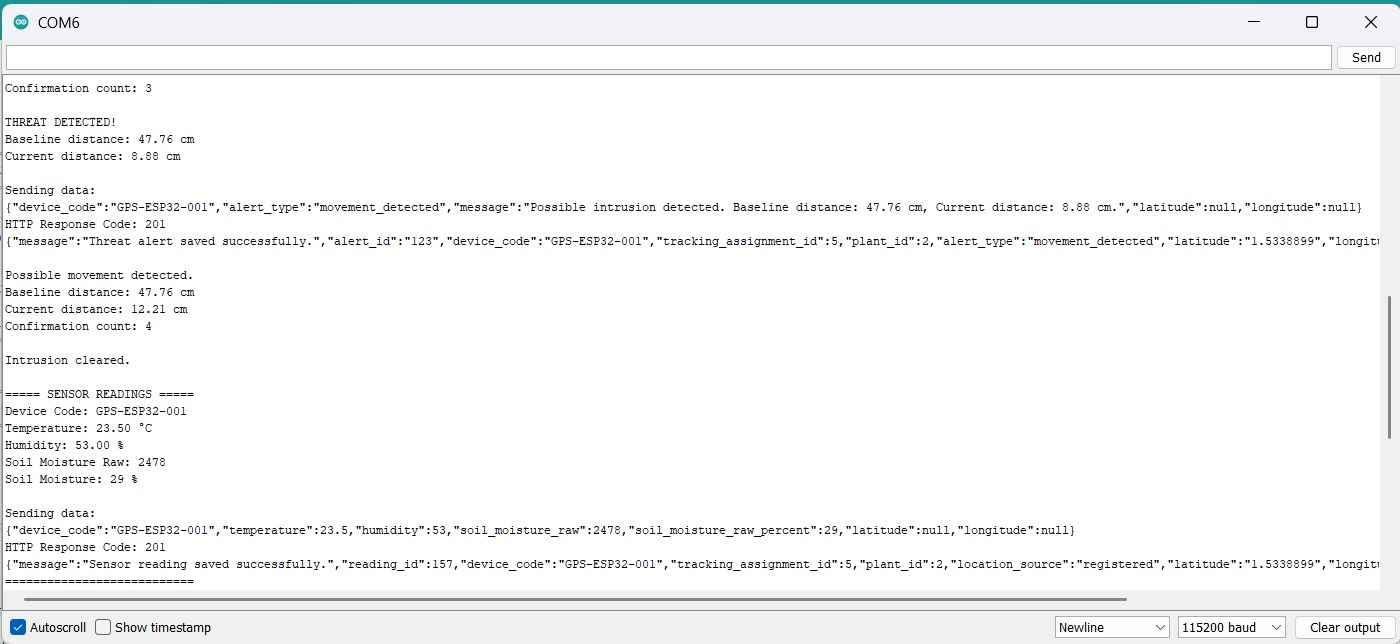 COM6
Send
Confirmation count: 3
THREAT DETECTED!
Baseline distance: 47.76 cm
Current distance: 8.88 cm
Sending data:
{"device_code":"GPS-ESP32-001","alert_type":"movement_detected","message":"Possible intrusion detected. Baseline distance: 47.76 cm, Current distance: 8.88 cm.","latitude":null,"longitude":null}
HTTP Response Code: 201
{"message":"Threat alert saved successfully.","alert_id":"123","device_code":"GPS-ESP32-001","tracking_assignment_id":5,"plant_id":2,"alert_type":"movement_detected","latitude":"1.5338899","longit
Possible movement detected.
Baseline distance: 47.76 cm
Current distance: 12.21 cm
Confirmation count: 4
Intrusion cleared.
===== SENSOR READINGS =====
Device Code: GPS-ESP32-001
Temperature: 23.50 °C
Humidity: 53.00 %
Soil Moisture Raw: 2478
Soil Moisture: 29 %
Sending data:
{"device_code":"GPS-ESP32-001","temperature":23.5,"humidity":53,"soil_moisture_raw":2478,"soil_moisture_raw_percent":29,"latitude":null,"longitude":null}
HTTP Response Code: 201
{"message":"Sensor reading saved successfully.","reading_id":157,"device_code":"GPS-ESP32-001","tracking_assignment_id":5,"plant_id":2,"location_source":"registered","latitude":"1.5338899","longit
===========================
Autoscroll Show timestamp Newline 115200 baud Clear output